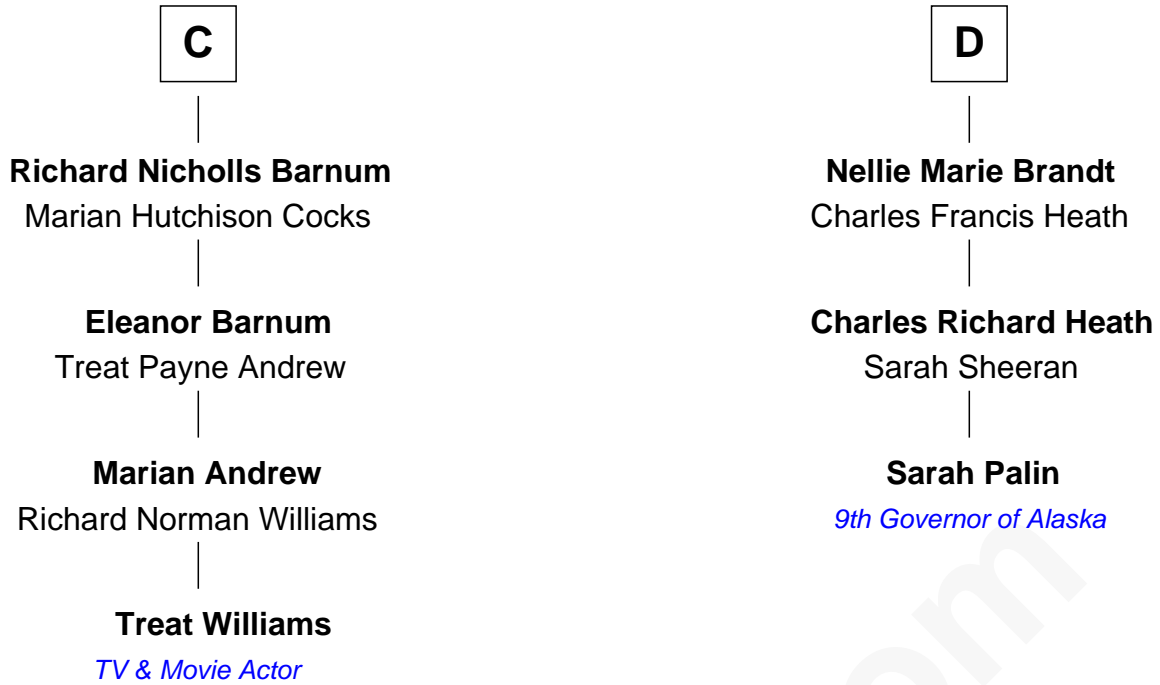 C
Richard Nicholls Barnum
Marian Hutchison Cocks
Eleanor Barnum
Treat Payne Andrew
Marian Andrew
Richard Norman Williams
Treat Williams
TV & Movie Actor
D
Nellie Marie Brandt
Charles Francis Heath
Charles Richard Heath
Sarah Sheeran
Sarah Palin
9th Governor of Alaska
om